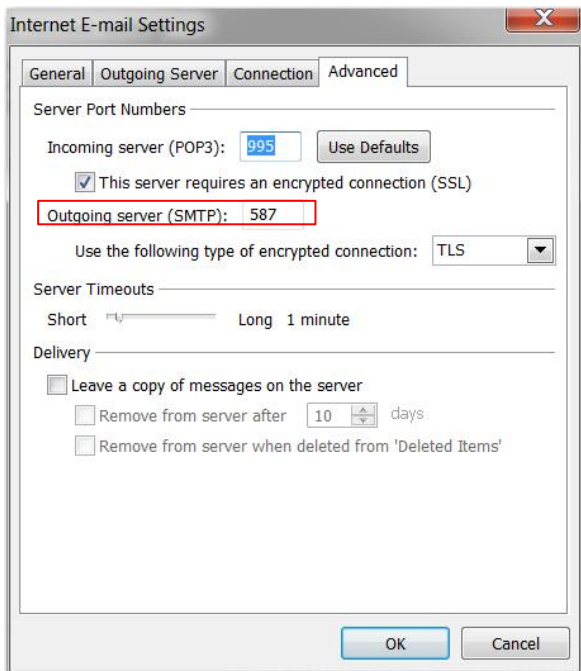 Internet E-mail Settings
General Outgoing Server Connection Advanced
Server Port Numbers
Incoming server (POP3): 995 Use Defaults
This server requires an encrypted connection (SSL)
Outgoing server (SMTP): 587
Use the following type of encrypted connection: TLS
Server Timeouts
Short Long 1 minute
Delivery
Leave a copy of messages on the server
Remove from server after 10 days
Remove from server when deleted from 'Deleted Items'
OK Cancel